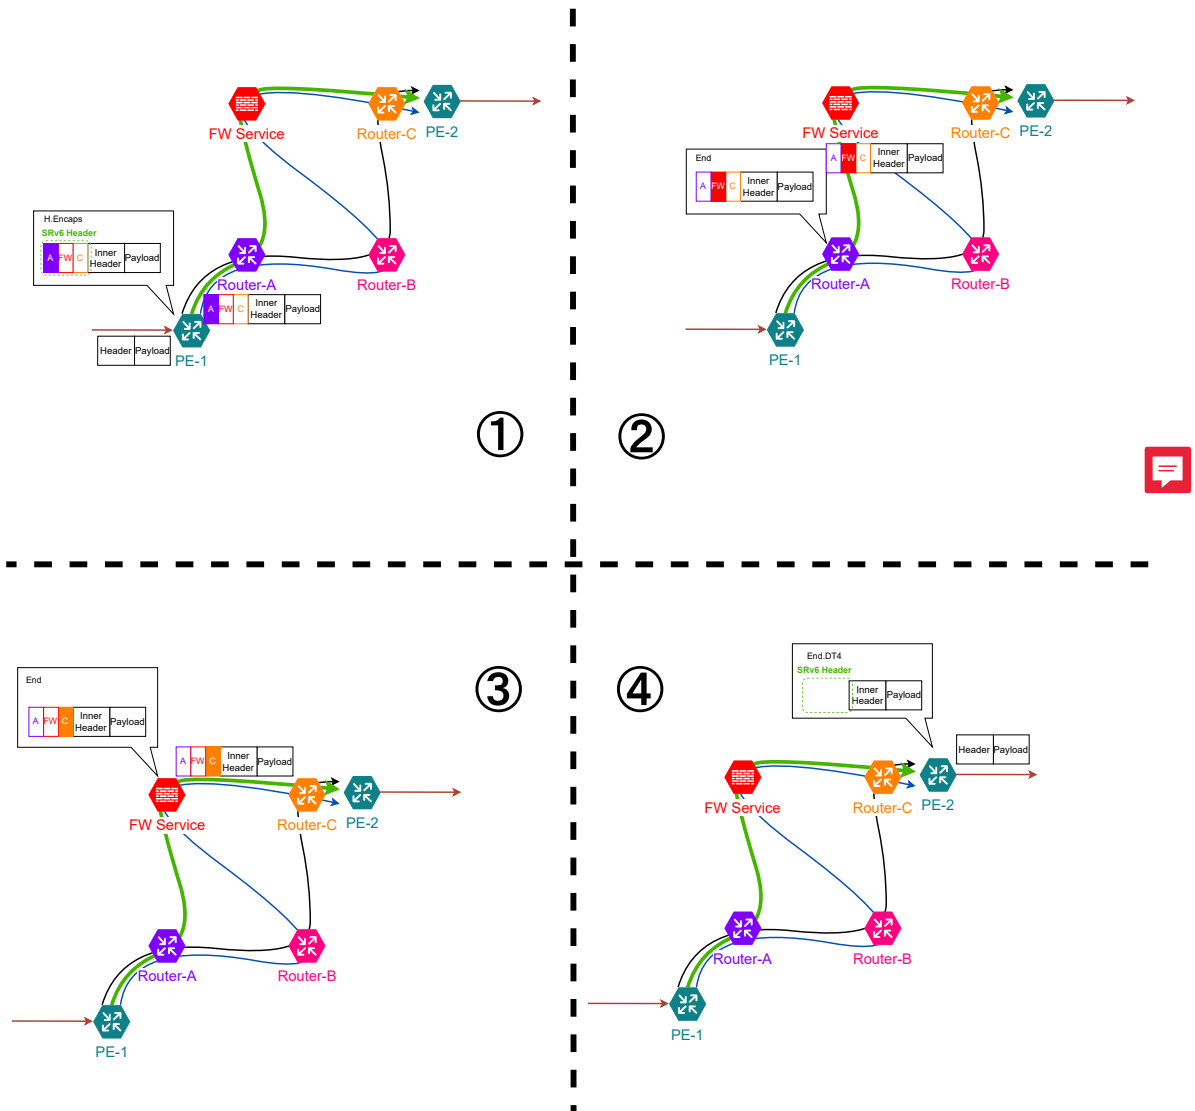 FW Service
Router-C
PE-2
H.Encaps
SRv6 Header
A FW C Inner Header Payload
Router-A
Router-B
A FW C Inner Header Payload
Header Payload
PE-1
①
FW Service
Router-C
PE-2
End
A FW C Inner Header Payload
A FW C Inner Header Payload
Router-A
Router-B
PE-1
②
③
End
A FW C Inner Header Payload
A FW C Inner Header Payload
FW Service
Router-C
PE-2
Router-A
Router-B
PE-1
④
End.DT4
SRv6 Header
Inner Header Payload
Header Payload
FW Service
Router-C
PE-2
Router-A
Router-B
PE-1